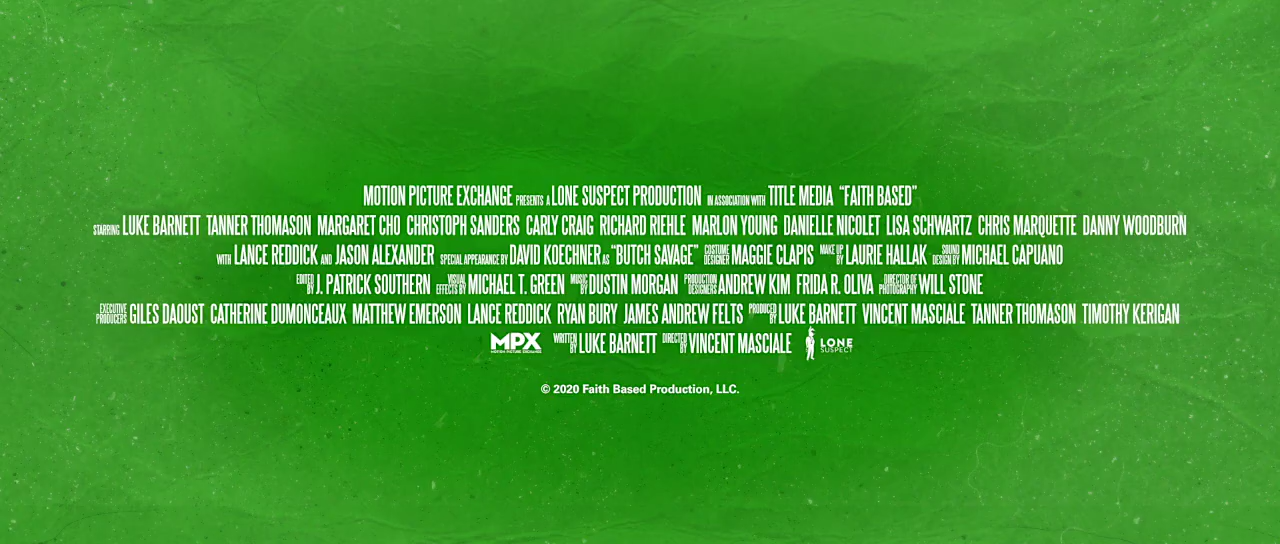 MOTION PICTURE EXCHANGE PRESENTS A LONE SUSPECT PRODUCTION IN ASSOCIATION WITH TITLE MEDIA “FAITH BASED”
STARRING LUKE BARNETT TANNER THOMASON MARGARET CHO CHRISTOPH SANDERS CARLY CRAIG RICHARD RIEHLE MARLON YOUNG DANIELLE NICOLET LISA SCHWARTZ CHRIS MARQUETTE DANNY WOODBURN
WITH LANCE REDDICK AND JASON ALEXANDER SPECIAL APPEARANCE BY DAVID KOECHNER AS “BUTCH SAVAGE” COSTUME DESIGNER MAGGIE CLAPIS MAKE UP BY LAURIE HALLAK SOUND DESIGN BY MICHAEL CAPUANO
EDITED BY J. PATRICK SOUTHERN VISUAL EFFECTS BY MICHAEL T. GREEN MUSIC BY DUSTIN MORGAN PRODUCTION DESIGNERS ANDREW KIM FRIDA R. OLIVA DIRECTOR OF PHOTOGRAPHY WILL STONE
EXECUTIVE PRODUCERS GILES DAOUST CATHERINE DUMONCEAUX MATTHEW EMERSON LANCE REDDICK RYAN BURY JAMES ANDREW FELTS PRODUCED BY LUKE BARNETT VINCENT MASCIALE TANNER THOMASON TIMOTHY KERIGAN
MPX MOTION PICTURE EXCHANGE WRITTEN BY LUKE BARNETT DIRECTED BY VINCENT MASCIALE LONE SUSPECT
© 2020 Faith Based Production, LLC.